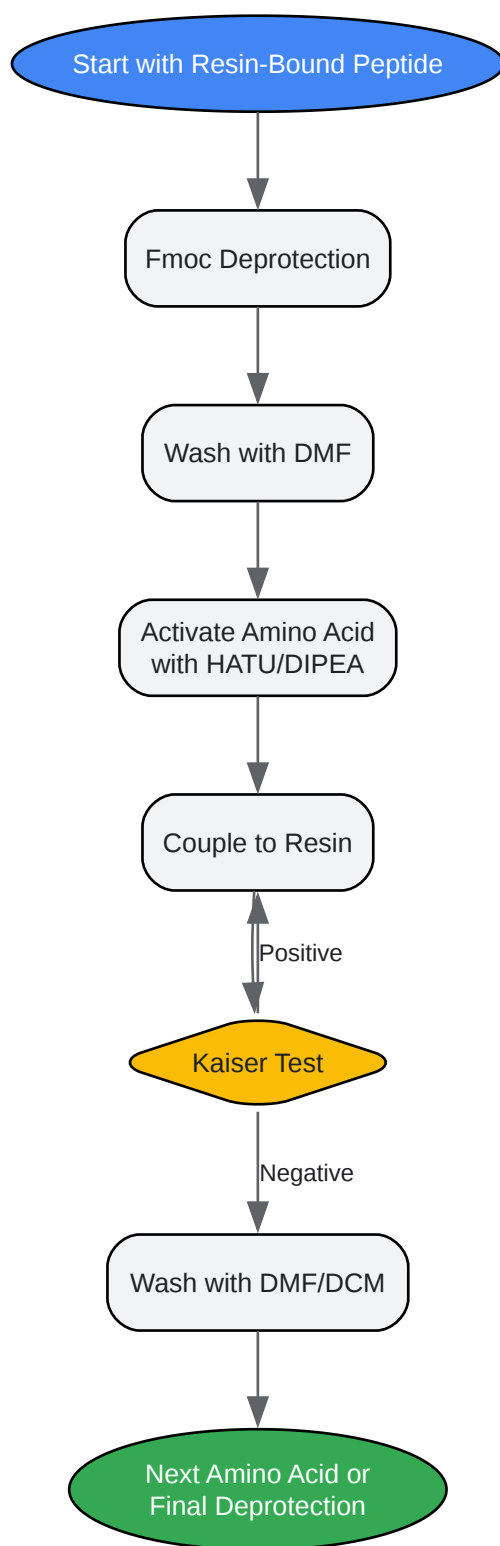 Start with Resin-Bound Peptide
Fmoc Deprotection
Wash with DMF
Activate Amino Acid
with HATU/DIPEA
Couple to Resin
Positive
Kaiser Test
Negative
Wash with DMF/DCM
Next Amino Acid or
Final Deprotection